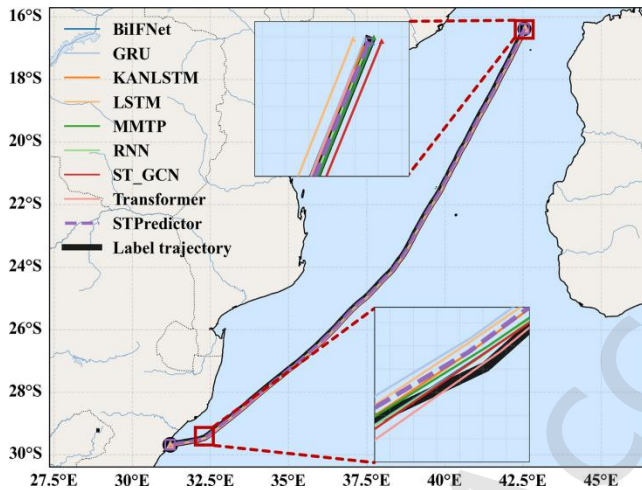 16°S
18°S
20°S
22°S
24°S
26°S
28°S
30°S
BiIFNet
GRU
KANLSTM
LSTM
MMTP
RNN
ST_GCN
Transformer
STPredictor
Label trajectory
27.5°E 30°E 32.5°E 35°E 37.5°E 40°E 42.5°E 45°E